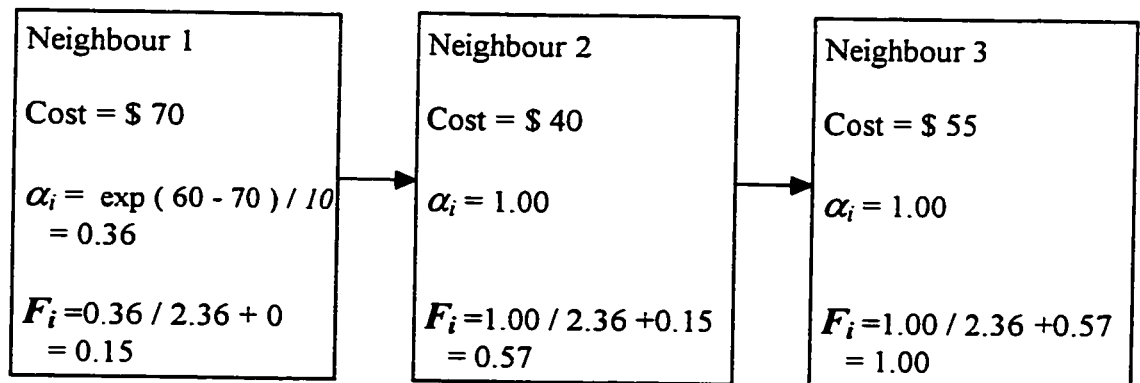 Neighbour 1
Cost = $ 70
αi = exp ( 60 - 70 ) / 10
= 0.36
Fi =0.36 / 2.36 + 0
= 0.15
Neighbour 2
Cost = $ 40
αi = 1.00
Fi =1.00 / 2.36 +0.15
= 0.57
Neighbour 3
Cost = $ 55
αi = 1.00
Fi =1.00 / 2.36 +0.57
= 1.00